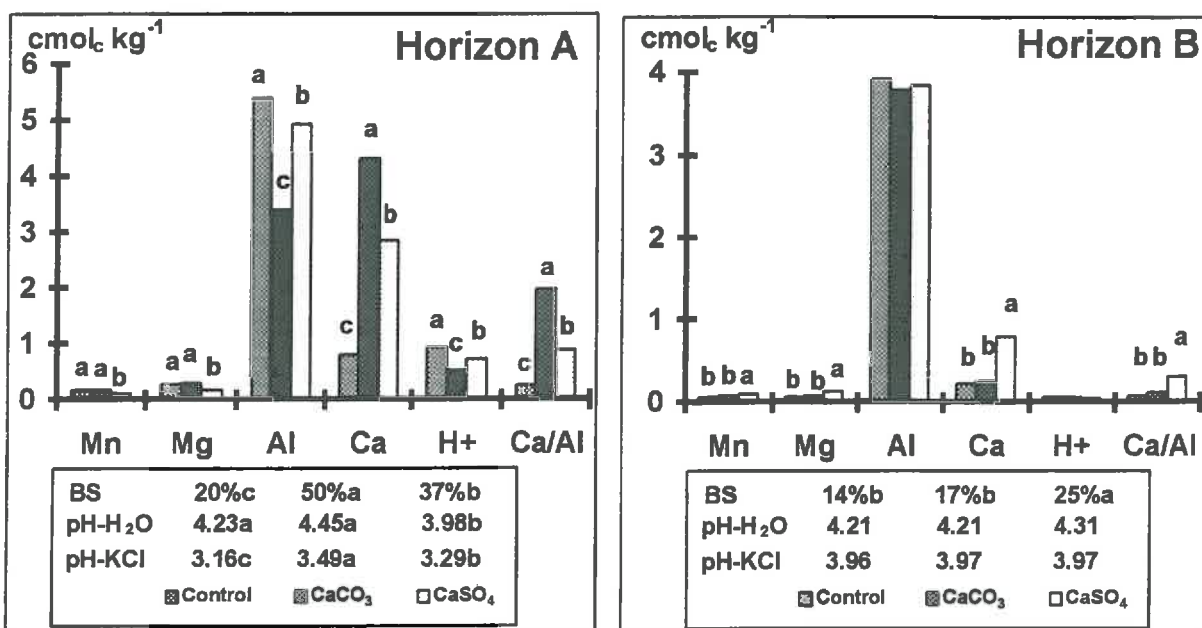 cmol_c kg⁻¹ Horizon A
6
5
4
3
2
1
0
a b a
c b
c a c b a
a a b a a b c b
Mn Mg Al Ca H+ Ca/Al
BS 20%c 50%a 37%b
pH-H₂O 4.23a 4.45a 3.98b
pH-KCl 3.16c 3.49a 3.29b
Control CaCO₃ CaSO₄
cmol_c kg⁻¹ Horizon B
4
3
2
1
0
b b a b b a b b a b b a
Mn Mg Al Ca H+ Ca/Al
BS 14%b 17%b 25%a
pH-H₂O 4.21 4.21 4.31
pH-KCl 3.96 3.97 3.97
Control CaCO₃ CaSO₄